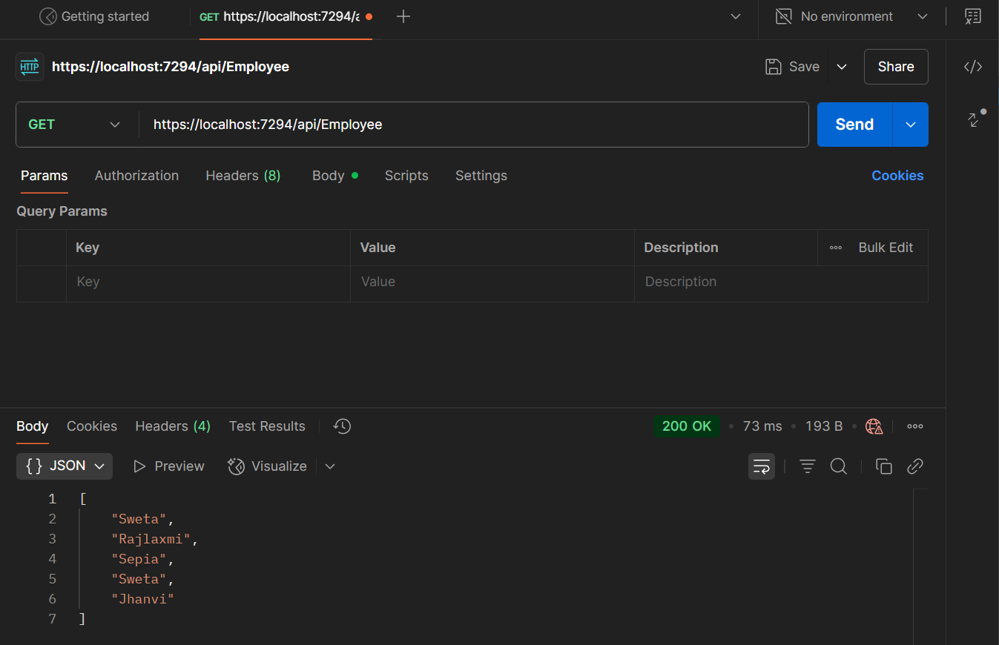 Getting started
GET https://localhost:7294/a
No environment
HTTP https://localhost:7294/api/Employee
Save
Share
GET
https://localhost:7294/api/Employee
Send
Params Authorization Headers (8) Body Scripts Settings
Cookies
Query Params
Key Value Description Bulk Edit
Key Value Description
Body Cookies Headers (4) Test Results
200 OK • 73 ms • 193 B
{} JSON Preview Visualize
1 [
2 "Sweta",
3 "Rajlaxmi",
4 "Sepia",
5 "Sweta",
6 "Jhanvi"
7 ]